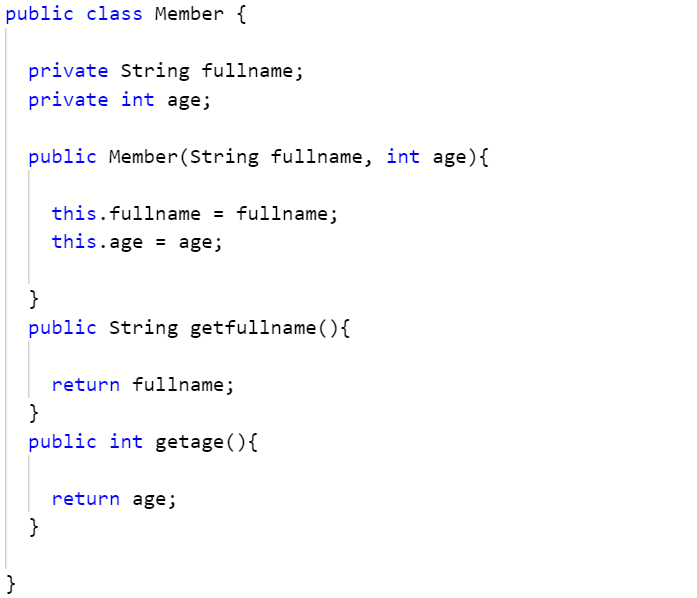 public class Member {
private String fullname;
private int age;
public Member(String fullname, int age){
this.fullname = fullname;
this.age = age;
}
public String getfullname(){
return fullname;
}
public int getage(){
return age;
}
}